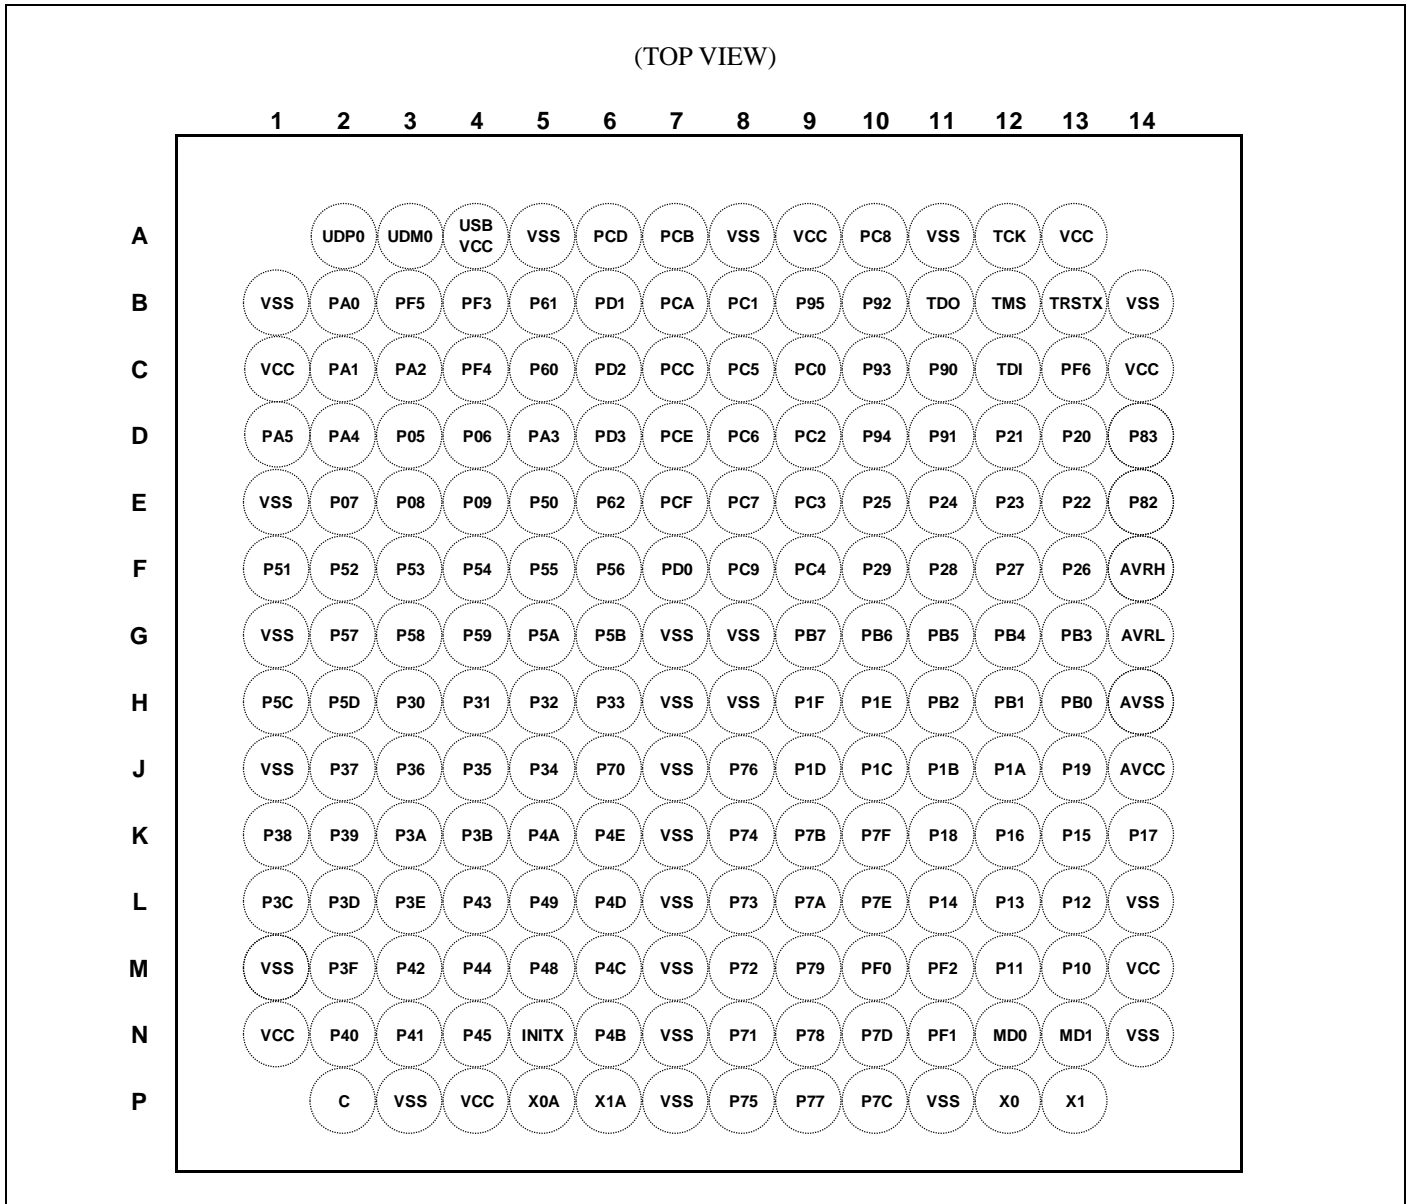 (TOP VIEW)
1 2 3 4 5 6 7 8 9 10 11 12 13 14
A UDP0 UDM0 USB VCC VSS PCD PCB VSS VCC PC8 VSS TCK VCC
B VSS PA0 PF5 PF3 P61 PD1 PCA PC1 P95 P92 TDO TMS TRSTX VSS
C VCC PA1 PA2 PF4 P60 PD2 PCC PC5 PC0 P93 P90 TDI PF6 VCC
D PA5 PA4 P05 P06 PA3 PD3 PCE PC6 PC2 P94 P91 P21 P20 P83
E VSS P07 P08 P09 P50 P62 PCF PC7 PC3 P25 P24 P23 P22 P82
F P51 P52 P53 P54 P55 P56 PD0 PC9 PC4 P29 P28 P27 P26 AVRH
G VSS P57 P58 P59 P5A P5B VSS VSS PB7 PB6 PB5 PB4 PB3 AVRL
H P5C P5D P30 P31 P32 P33 VSS VSS P1F P1E PB2 PB1 PB0 AVSS
J VSS P37 P36 P35 P34 P70 VSS P76 P1D P1C P1B P1A P19 AVCC
K P38 P39 P3A P3B P4A P4E VSS P74 P7B P7F P18 P16 P15 P17
L P3C P3D P3E P43 P49 P4D VSS P73 P7A P7E P14 P13 P12 VSS
M VSS P3F P42 P44 P48 P4C VSS P72 P79 PF0 PF2 P11 P10 VCC
N VCC P40 P41 P45 INITX P4B VSS P71 P78 P7D PF1 MD0 MD1 VSS
P C VSS VCC X0A X1A VSS P75 P77 P7C VSS X0 X1